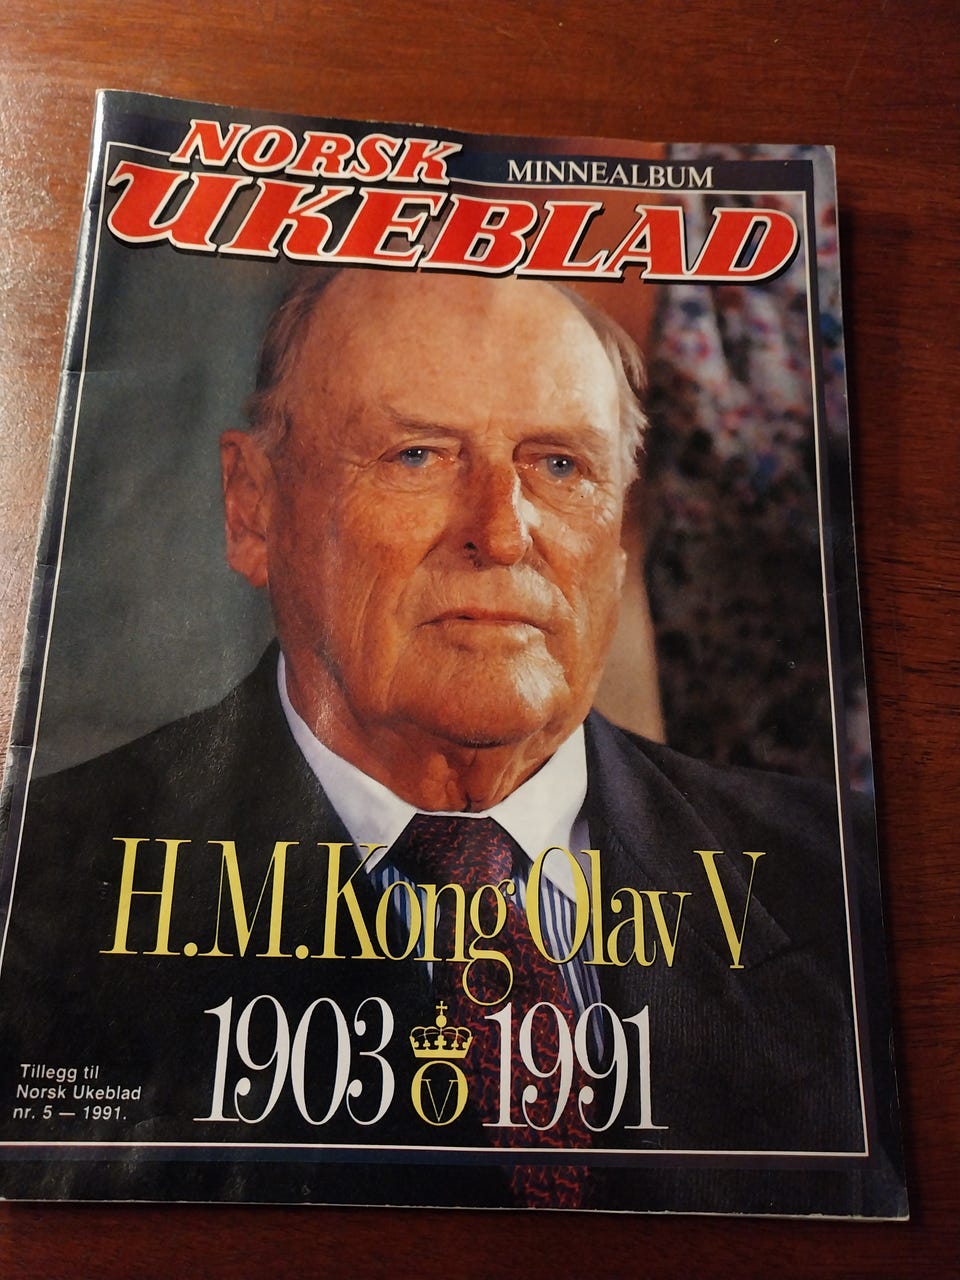 NORSK
MINNEALBUM
UKEBLAD
H.M.Kong Olav V
1903 1991
V
Tillegg til
Norsk Ukeblad
nr. 5 — 1991.